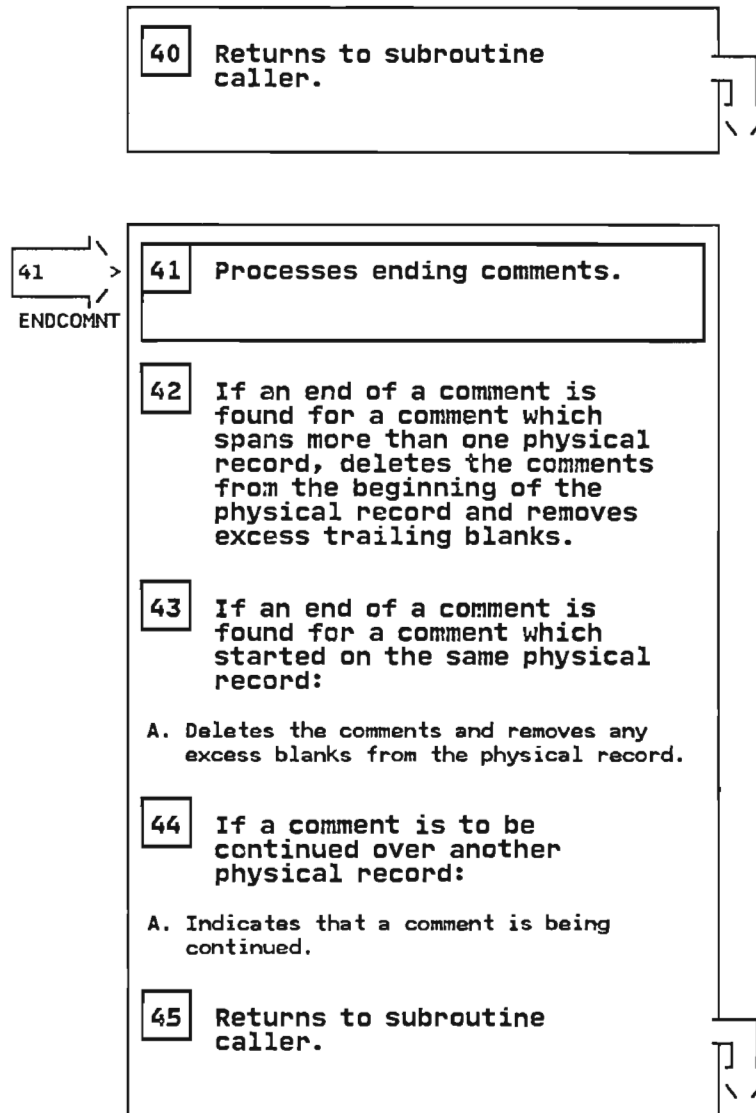 40 Returns to subroutine
caller.
41
ENDCOMNT
41 Processes ending comments.
42 If an end of a comment is
found for a comment which
spans more than one physical
record, deletes the comments
from the beginning of the
physical record and removes
excess trailing blanks.
43 If an end of a comment is
found for a comment which
started on the same physical
record:
A. Deletes the comments and removes any
excess blanks from the physical record.
44 If a comment is to be
continued over another
physical record:
A. Indicates that a comment is being
continued.
45 Returns to subroutine
caller.